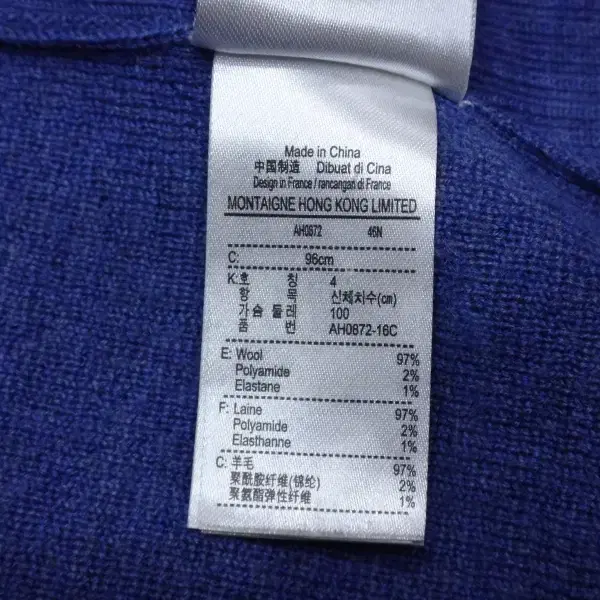 Made in China
中国制造 Dibuat di Cina
Design in France / rancangan di France
MONTAIGNE HONG KONG LIMITED
AH0872 46N
C: 96cm
K:호 칭 4
항 목 신체치수(cm)
가슴 둘레 100
품 번 AH0872-16C
E: Wool 97%
Polyamide 2%
Elastane 1%
F: Laine 97%
Polyamide 2%
Elasthanne 1%
C: 羊毛 97%
聚酰胺纤维(锦纶) 2%
聚氨酯弹性纤维 1%